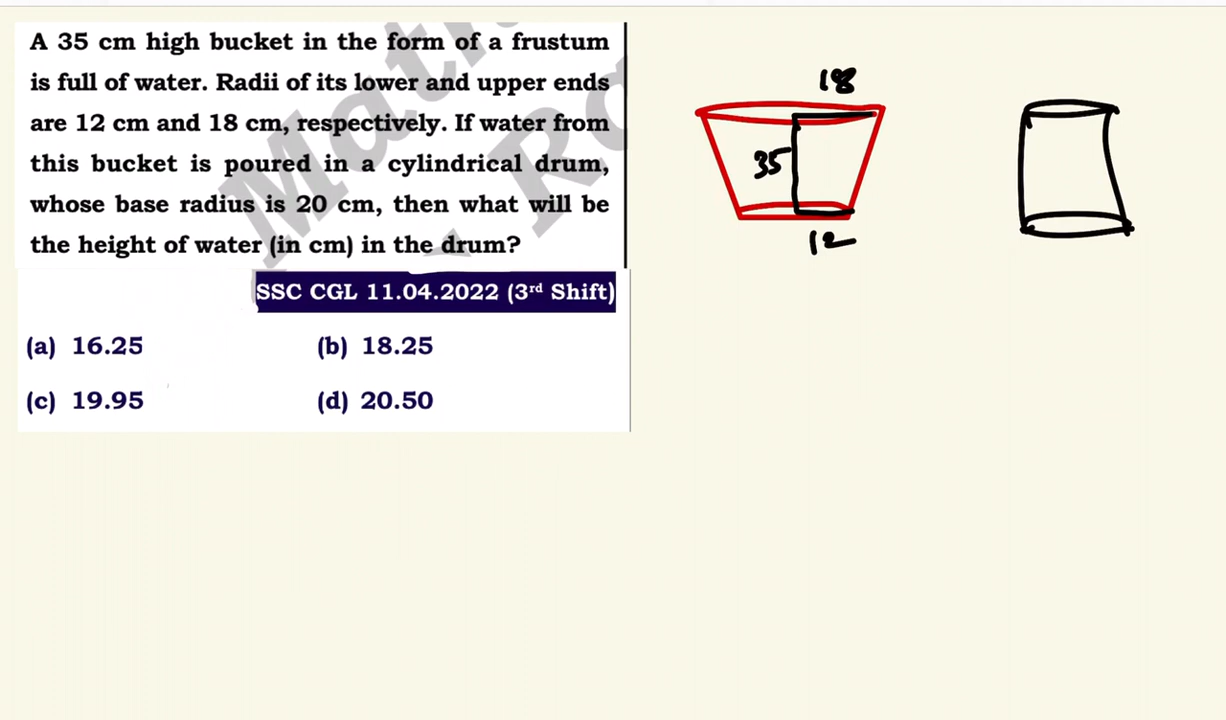 A 35 cm high bucket in the form of a frustum
is full of water. Radii of its lower and upper ends
are 12 cm and 18 cm, respectively. If water from
this bucket is poured in a cylindrical drum,
whose base radius is 20 cm, then what will be
the height of water (in cm) in the drum?
SSC CGL 11.04.2022 (3rd Shift)
(a) 16.25 (b) 18.25
(c) 19.95 (d) 20.50
18
35
12